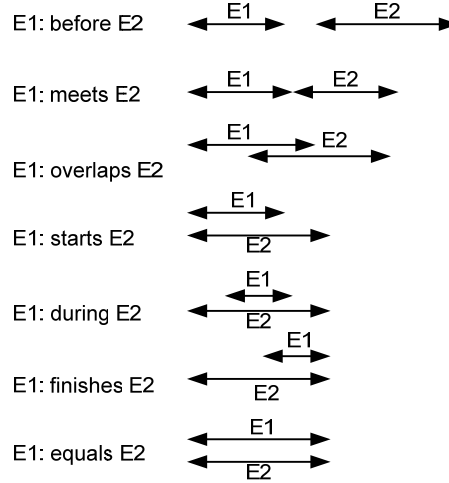 E1: before E2 E1 E2
E1: meets E2 E1 E2
E1 E2
E1: overlaps E2
E1
E1: starts E2 E2
E1
E1: during E2 E2
E1
E1: finishes E2 E2
E1
E1: equals E2
E2